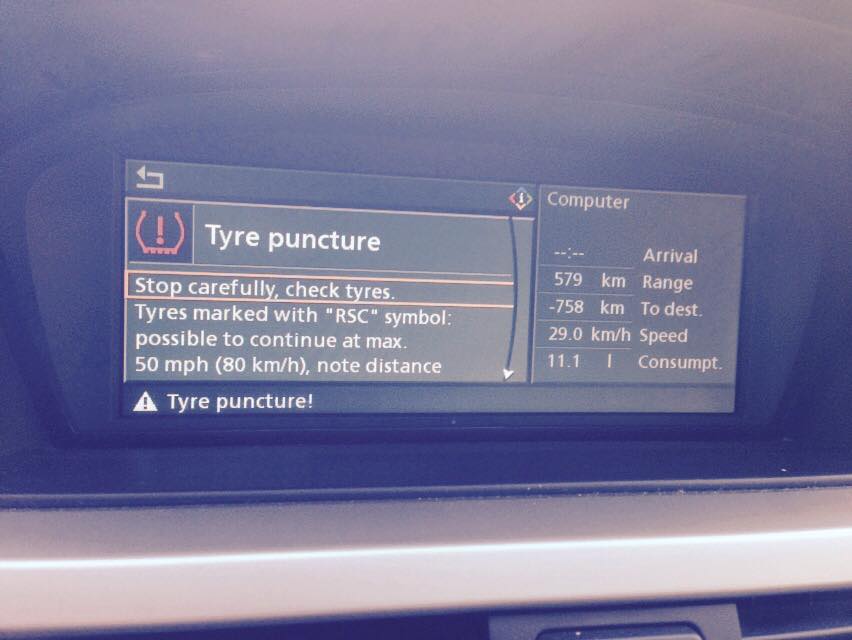 Tyre puncture
Stop carefully, check tyres.
Tyres marked with "RSC" symbol:
possible to continue at max.
50 mph (80 km/h), note distance
Tyre puncture!
Computer
--:-- Arrival
579 km Range
-758 km To dest.
29.0 km/h Speed
11.1 l Consumpt.